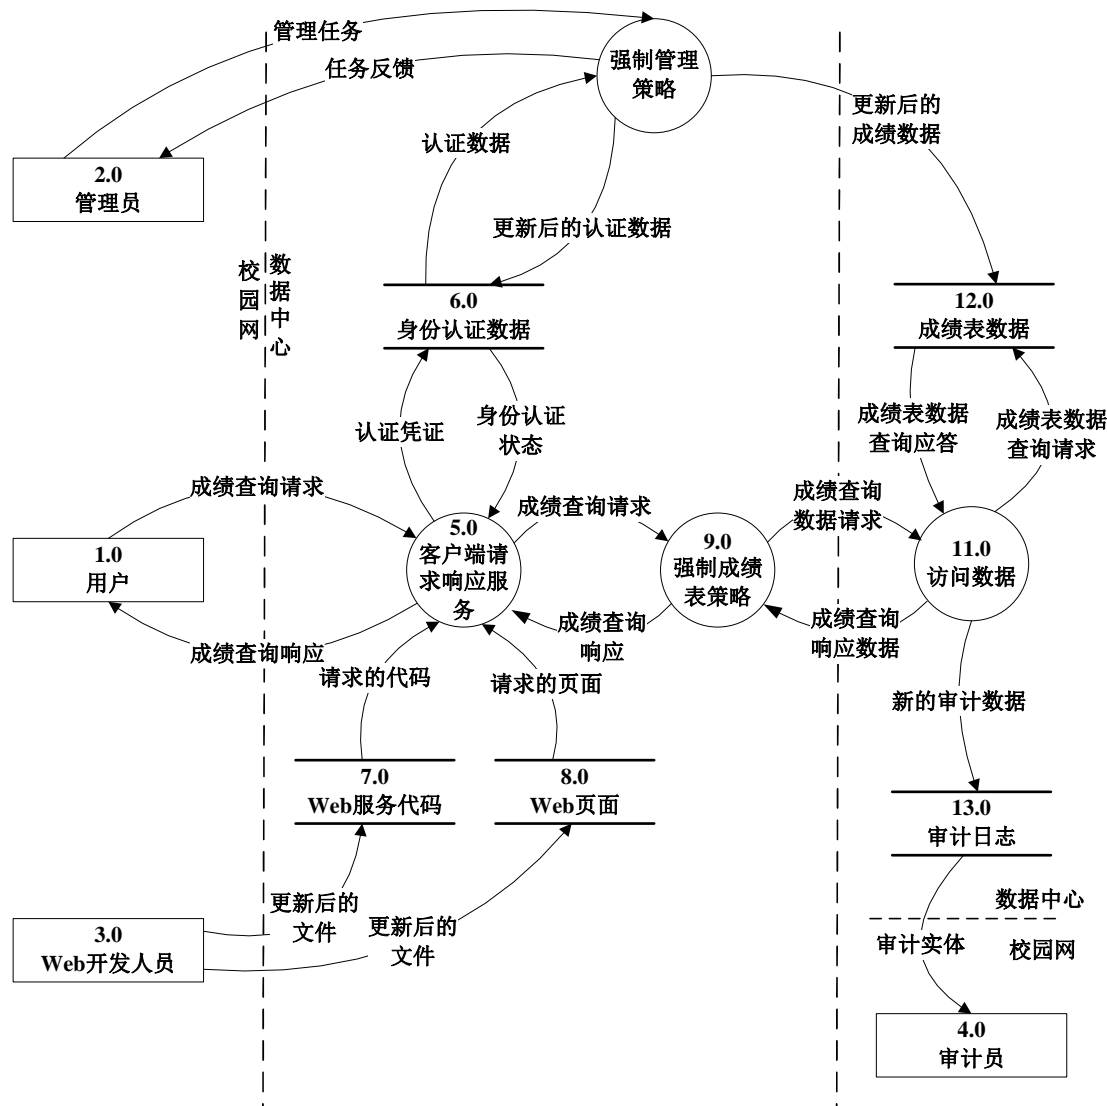 管理任务
任务反馈
强制管理
策略
更新后的
成绩数据
认证数据
2.0
管理员
更新后的认证数据
校园网
数据中心
6.0
身份认证数据
12.0
成绩表数据
认证凭证
身份认证
状态
成绩表数据
查询应答
成绩表数据
查询请求
成绩查询请求
成绩查询请求
成绩查询
数据请求
1.0
用户
5.0
客户端请
求响应服
务
9.0
强制成绩
表策略
11.0
访问数据
成绩查询响应
成绩查询
响应
成绩查询
响应数据
请求的代码
请求的页面
新的审计数据
7.0
Web服务代码
8.0
Web页面
13.0
审计日志
更新后的
文件
更新后的
文件
3.0
Web开发人员
数据中心
审计实体
校园网
4.0
审计员